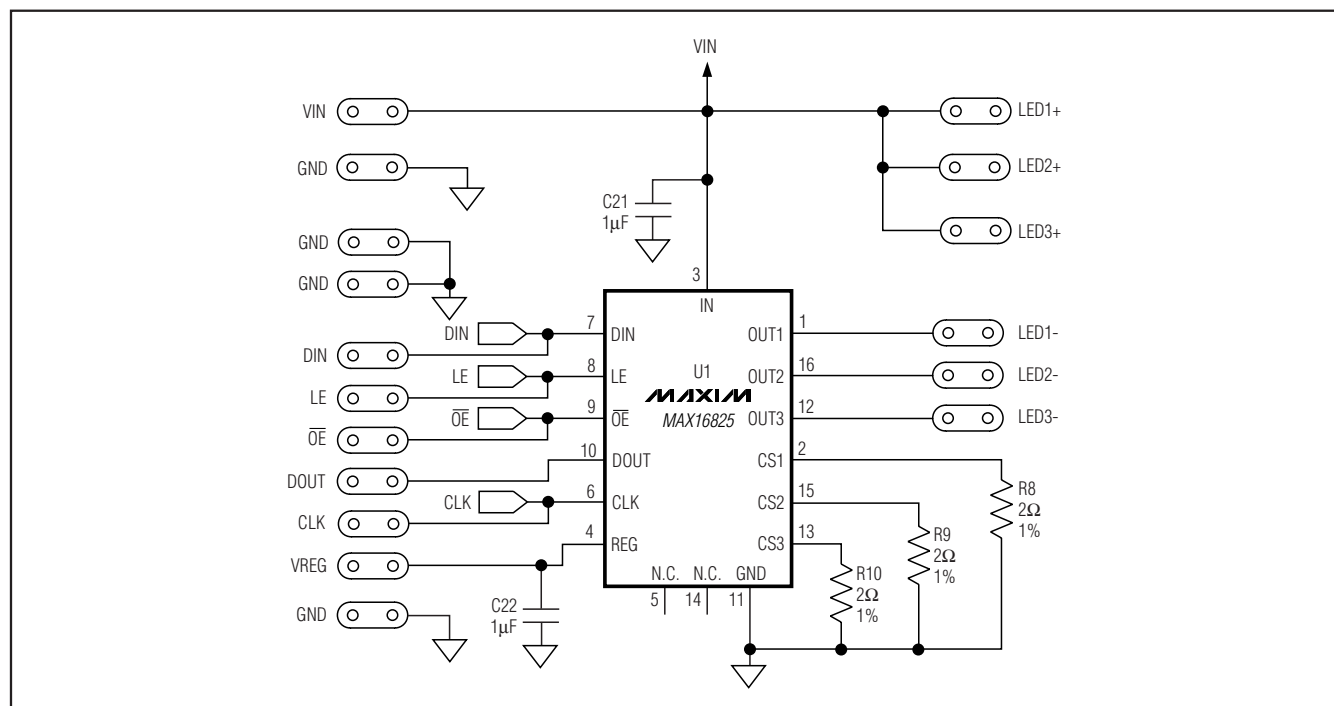 VIN
VIN
LED1+
GND
LED2+
C21
1µF
LED3+
GND
GND
3
IN
DIN
7
DIN
OUT1
1
LED1-
DIN
LE
8
LE
U1
OUT2
16
LED2-
LE
MAXIM
MAX16825
O̅E̅
9
O̅E̅
OUT3
12
LED3-
O̅E̅
10
DOUT
CS1
2
DOUT
CLK
6
CLK
CS2
15
R8
2Ω
1%
CLK
4
REG
CS3
13
R9
2Ω
1%
VREG
N.C.
N.C.
GND
R10
2Ω
1%
5
14
11
C22
1µF
GND